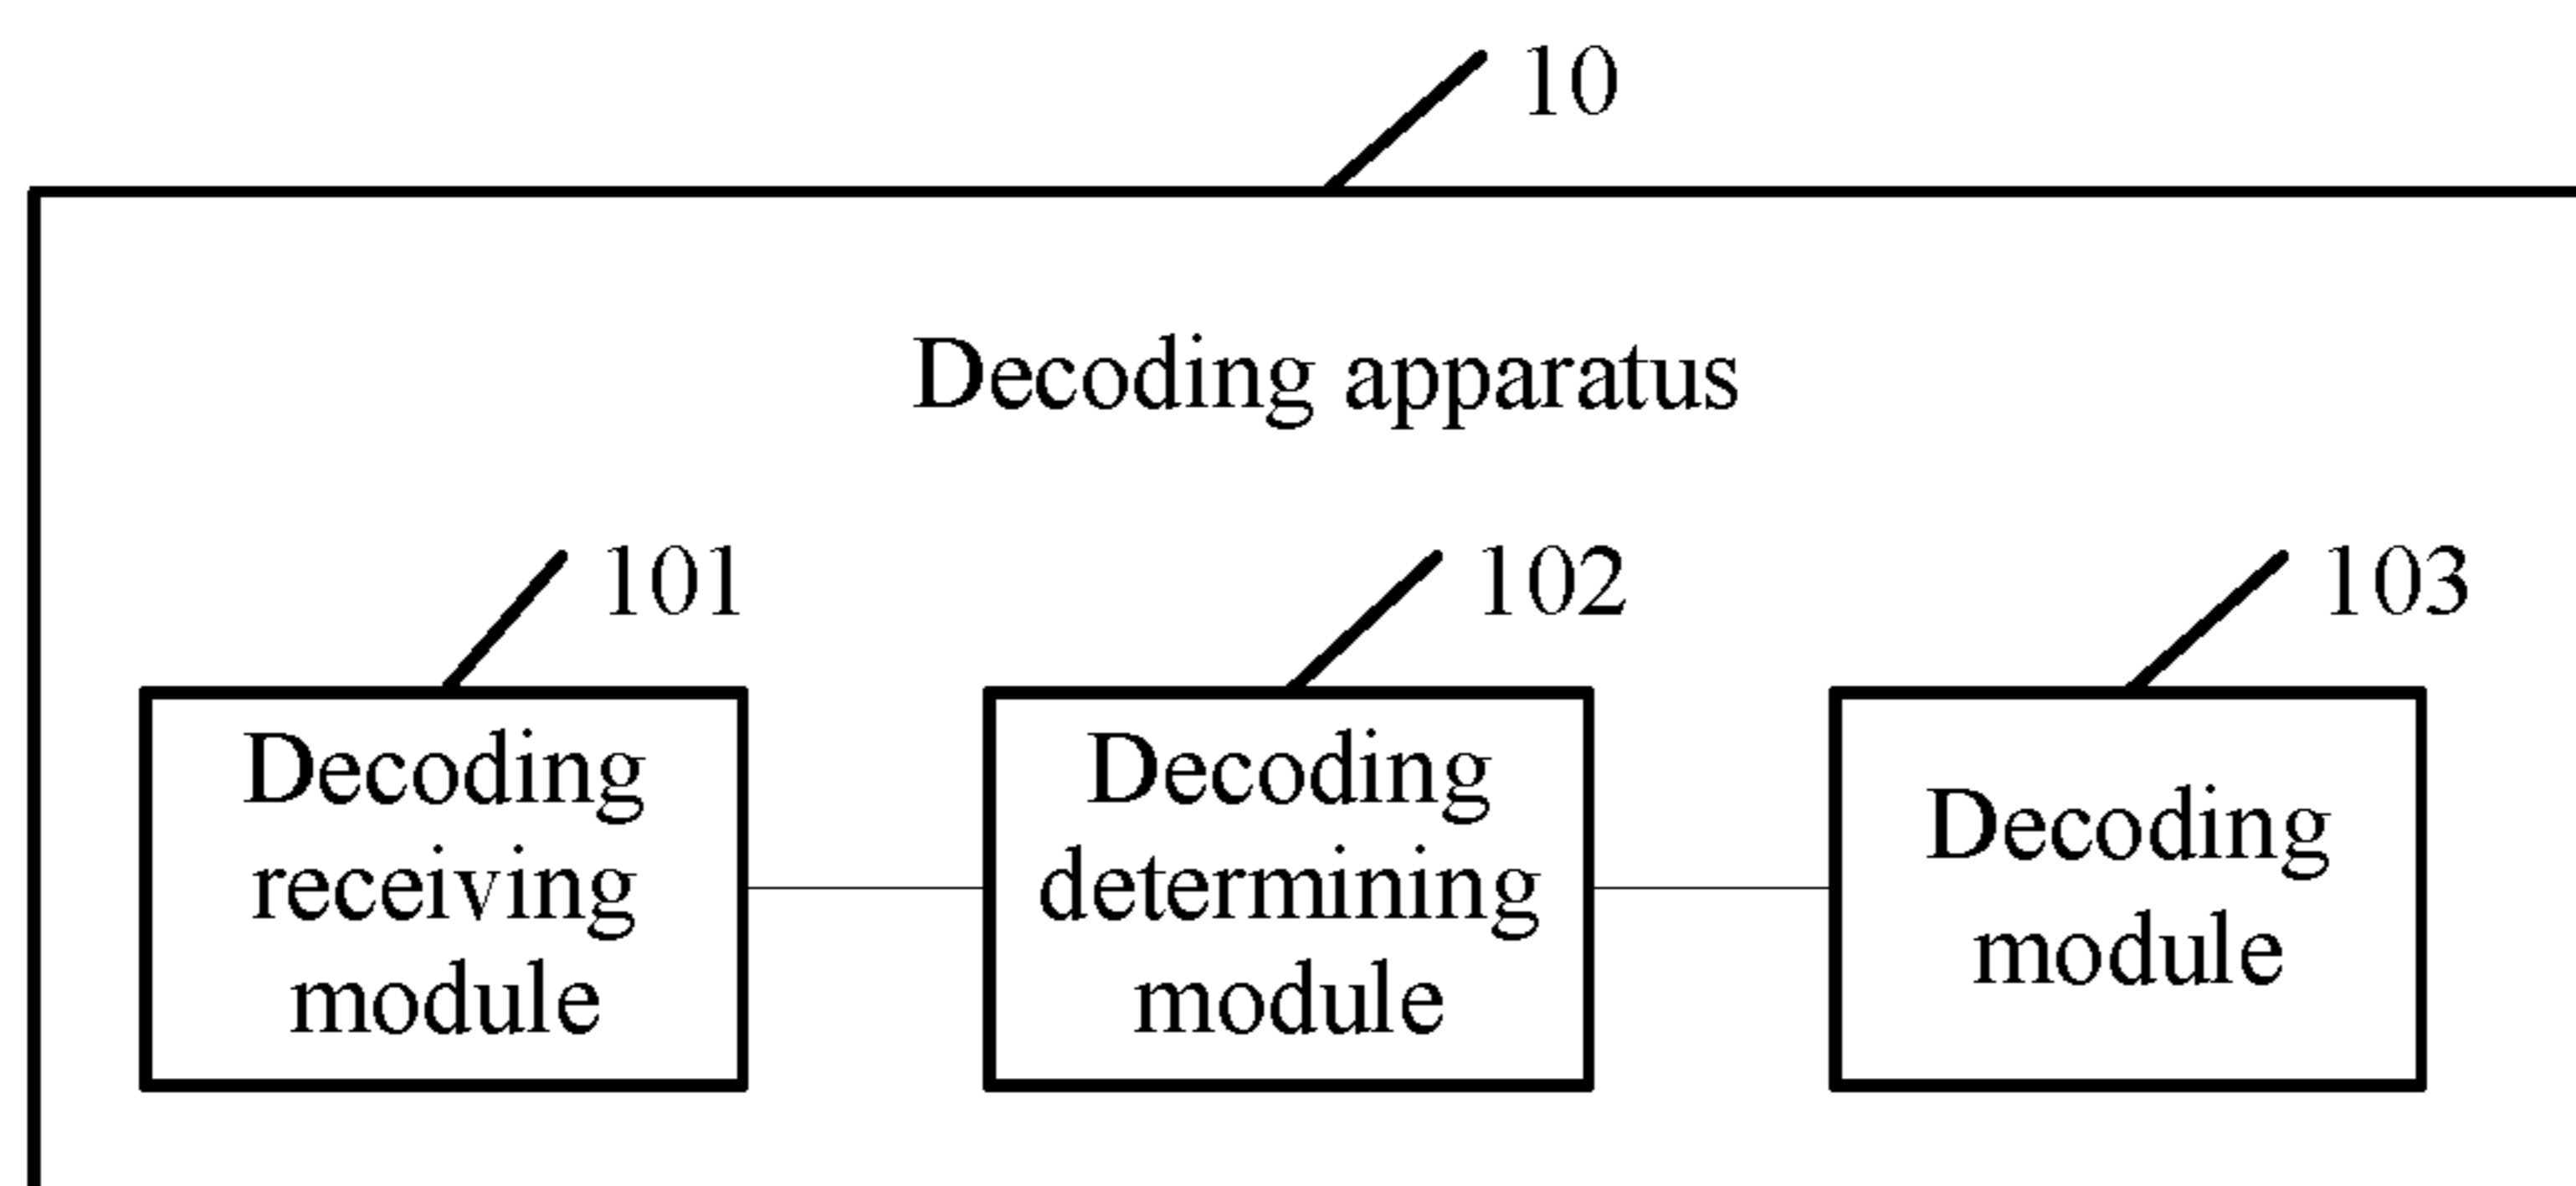 10
Decoding apparatus
101
102
103
Decoding
receiving
module
Decoding
determining
module
Decoding
module